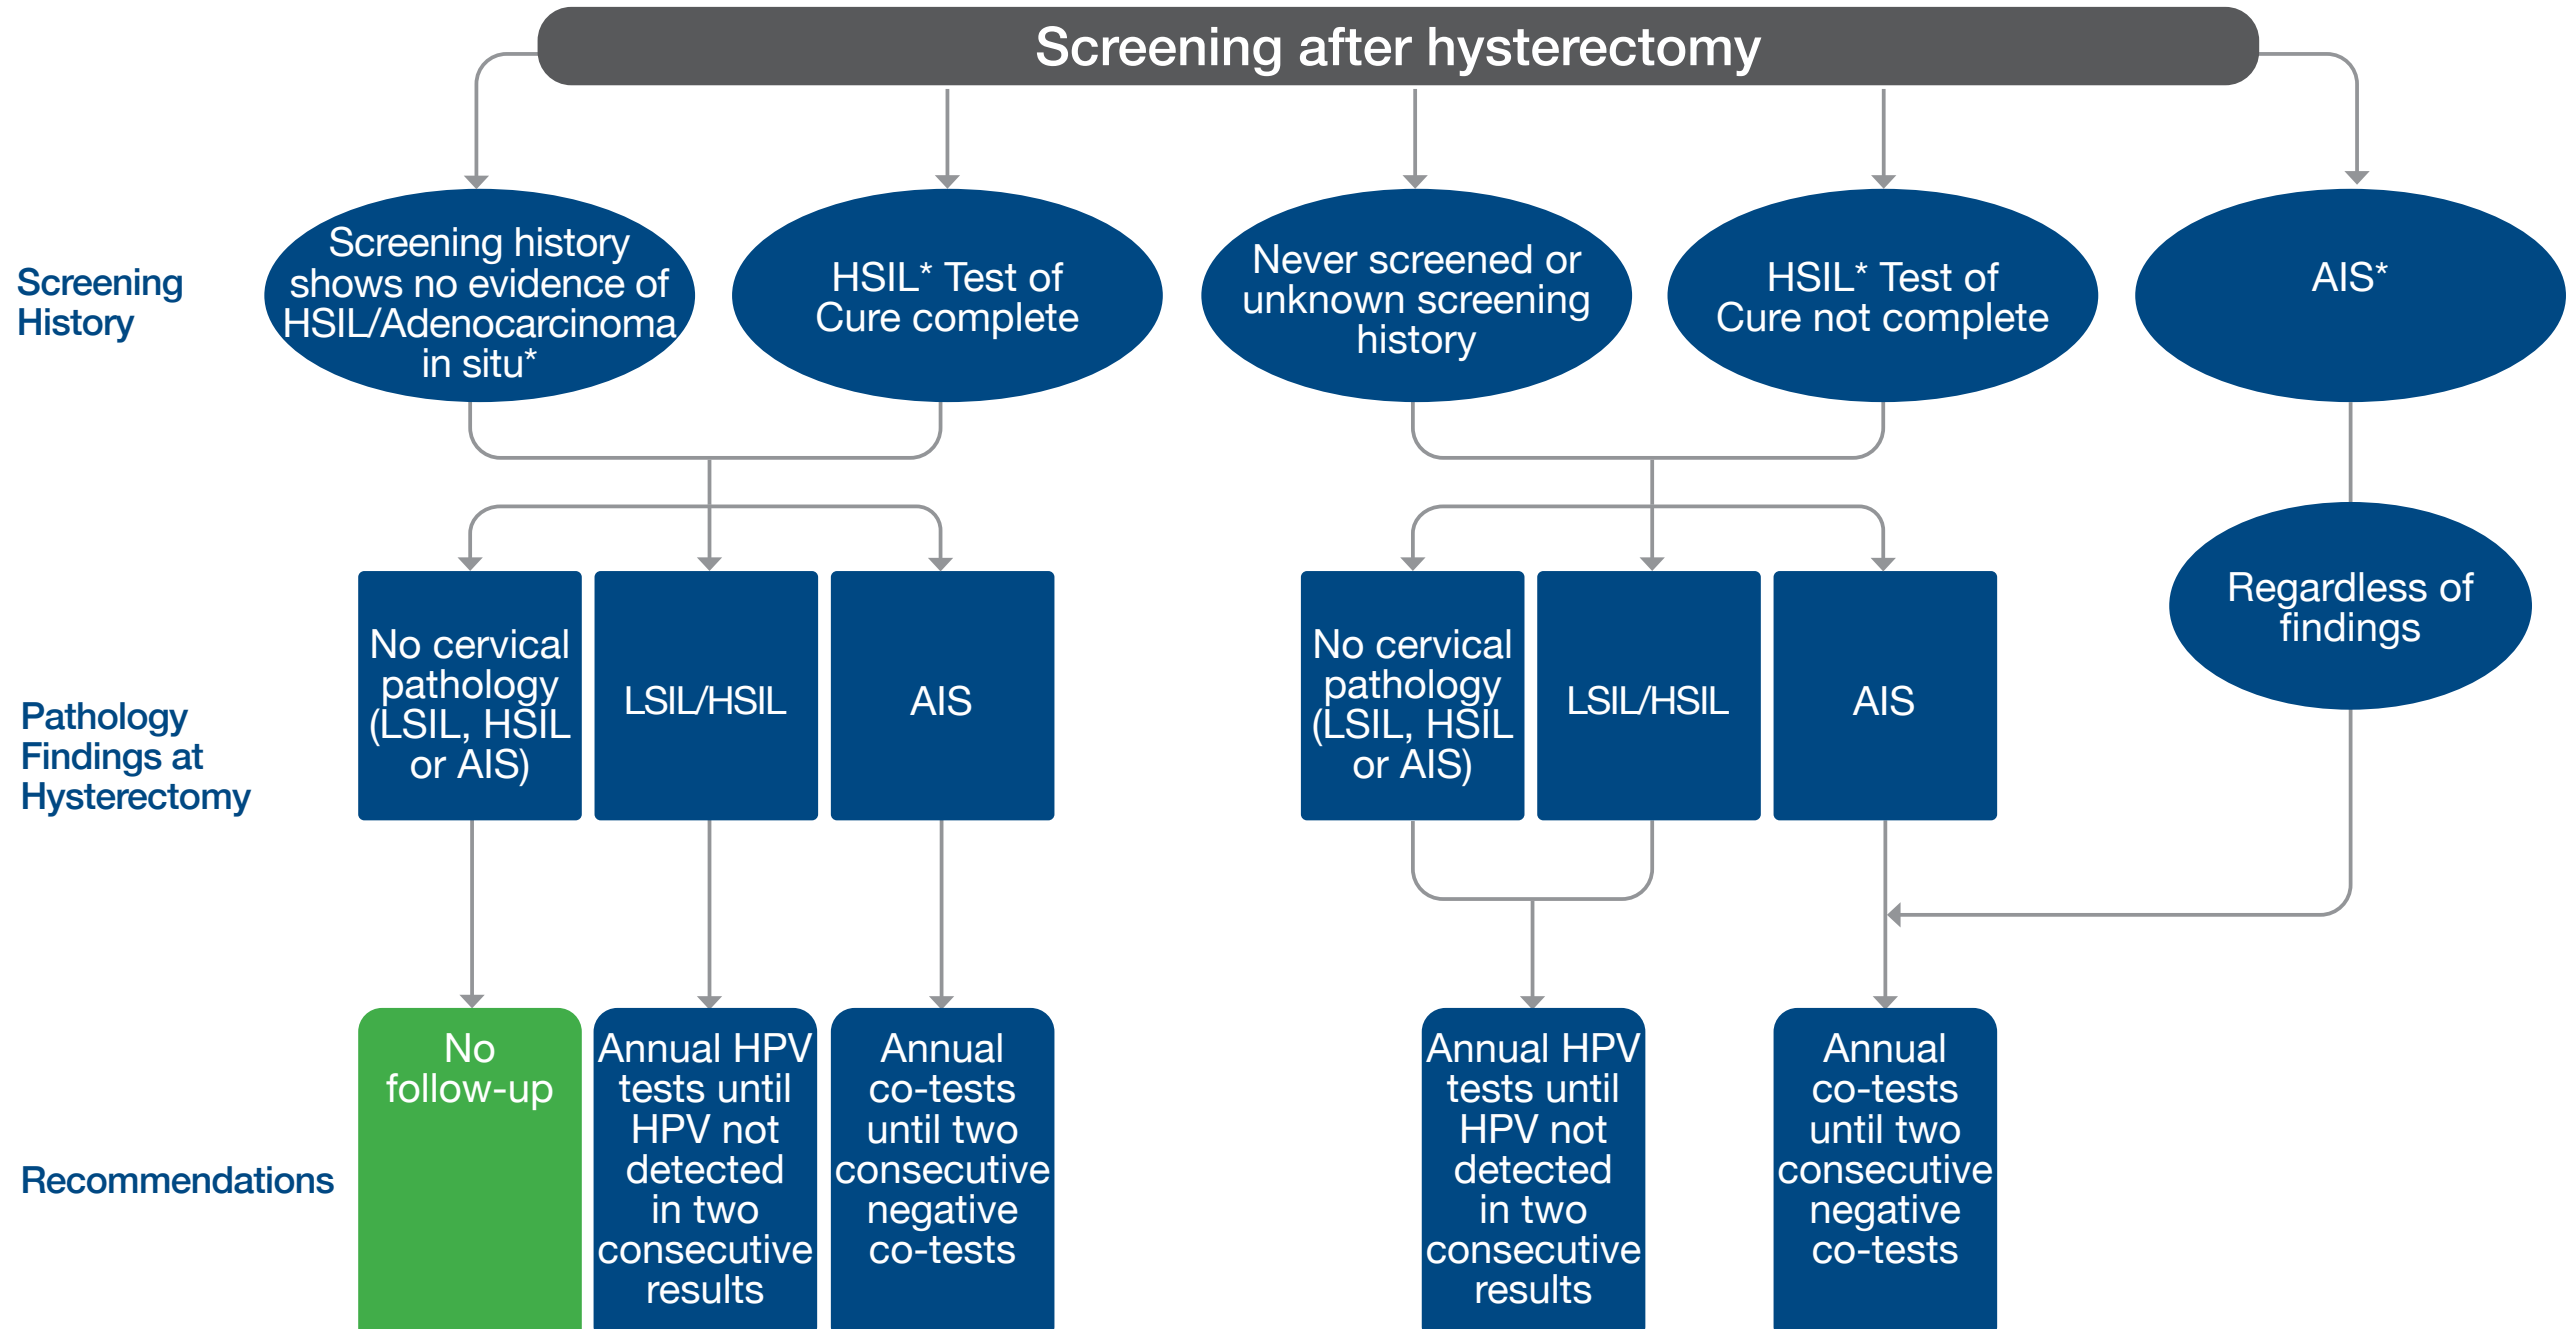 Screening after hysterectomy
Screening
History
Screening history
shows no evidence of
HSIL/Adenocarcinoma
in situ*
HSIL* Test of
Cure complete
Never screened or
unknown screening
history
HSIL* Test of
Cure not complete
AIS*
Regardless of
findings
Pathology
Findings at
Hysterectomy
No cervical
pathology
(LSIL, HSIL
or AIS)
LSIL/HSIL
AIS
No cervical
pathology
(LSIL, HSIL
or AIS)
LSIL/HSIL
AIS
Recommendations
No
follow-up
Annual HPV
tests until
HPV not
detected
in two
consecutive
results
Annual
co-tests
until two
consecutive
negative
co-tests
Annual HPV
tests until
HPV not
detected
in two
consecutive
results
Annual
co-tests
until two
consecutive
negative
co-tests